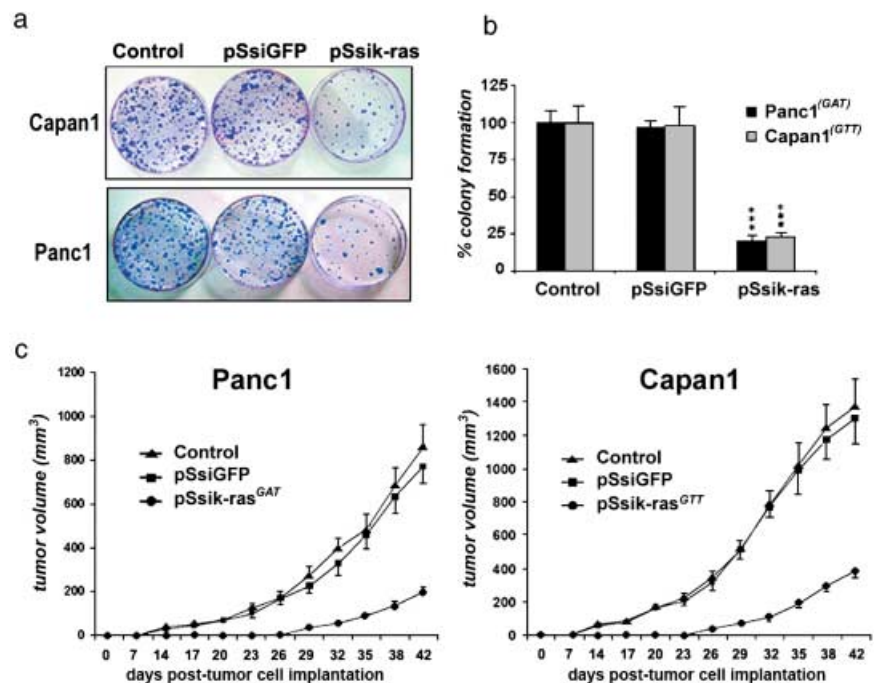 a
Control pSsiGFP pSsik-ras
Capan1
Panc1
b
% colony formation
125
100
75
50
25
0
Panc1(GAT)
Capan1(GTT)
***
***
Control pSsiGFP pSsik-ras
c
Panc1
tumor volume (mm3)
1200
1000
800
600
400
200
0
Control
pSsiGFP
pSsik-rasGAT
0 7 14 17 20 23 26 29 32 35 38 42
days post-tumor cell implantation
Capan1
tumor volume (mm3)
1600
1400
1200
1000
800
600
400
200
0
Control
pSsiGFP
pSsik-rasGTT
0 7 14 17 20 23 26 29 32 35 38 42
days post-tumor cell implantation